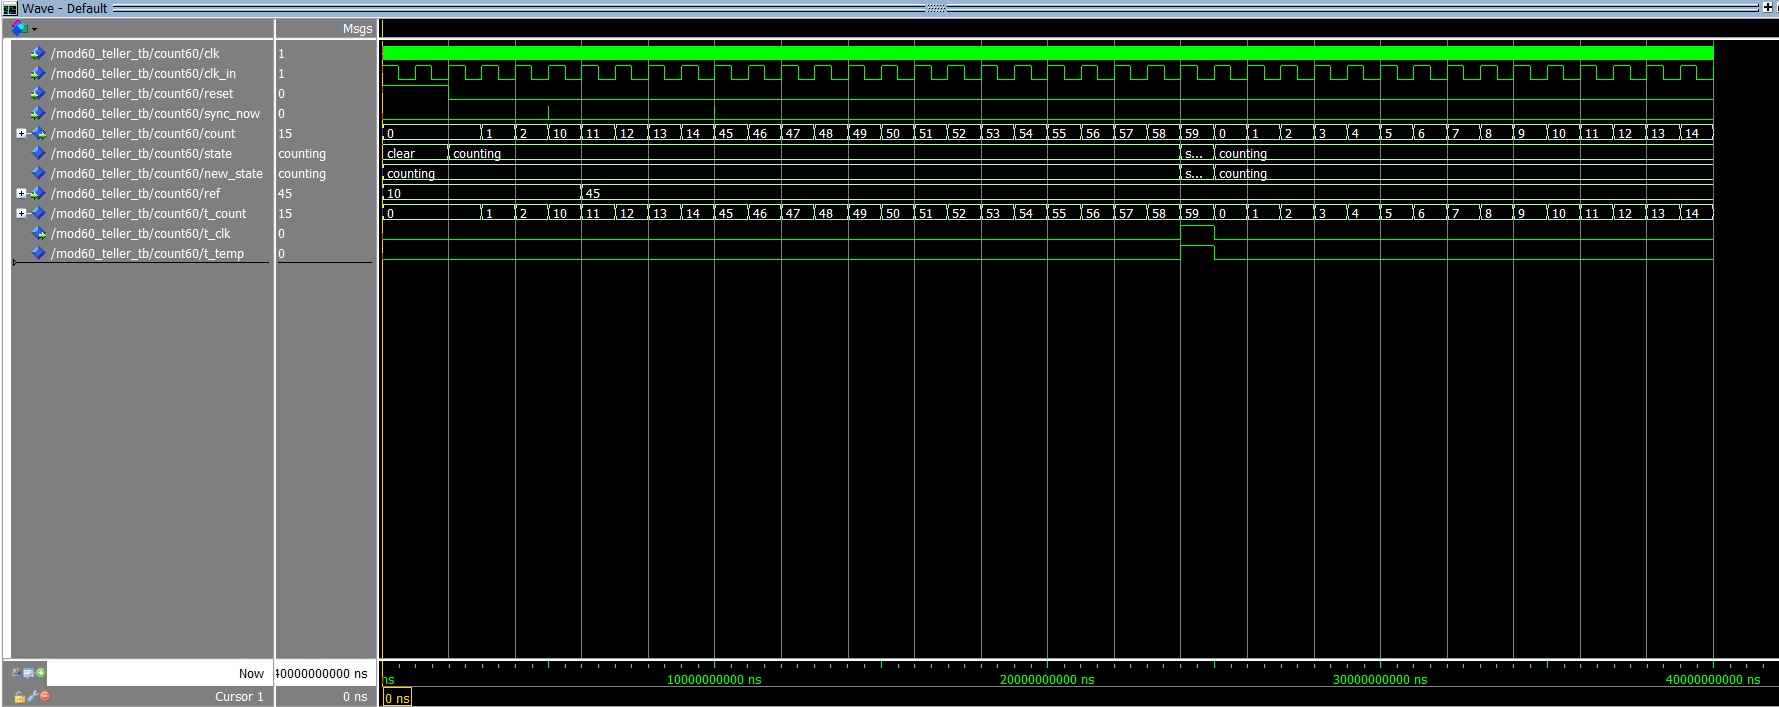 Wave - Default
Msgs
/mod60_teller_tb/count60/clk 1
/mod60_teller_tb/count60/clk_in 1
/mod60_teller_tb/count60/reset 0
/mod60_teller_tb/count60/sync_now 0
/mod60_teller_tb/count60/count 15 0 1 2 10 11 12 13 14 45 46 47 48 49 50 51 52 53 54 55 56 57 58 59 0 1 2 3 4 5 6 7 8 9 10 11 12 13 14
/mod60_teller_tb/count60/state counting clear counting s... counting
/mod60_teller_tb/count60/new_state counting counting s... counting
/mod60_teller_tb/count60/ref 45 10 45
/mod60_teller_tb/count60/t_count 15 0 1 2 10 11 12 13 14 45 46 47 48 49 50 51 52 53 54 55 56 57 58 59 0 1 2 3 4 5 6 7 8 9 10 11 12 13 14
/mod60_teller_tb/count60/t_clk 0
/mod60_teller_tb/count60/t_temp 0
Now 40000000000 ns ns 10000000000 ns 20000000000 ns 30000000000 ns 40000000000 ns
Cursor 1 0 ns 0 ns